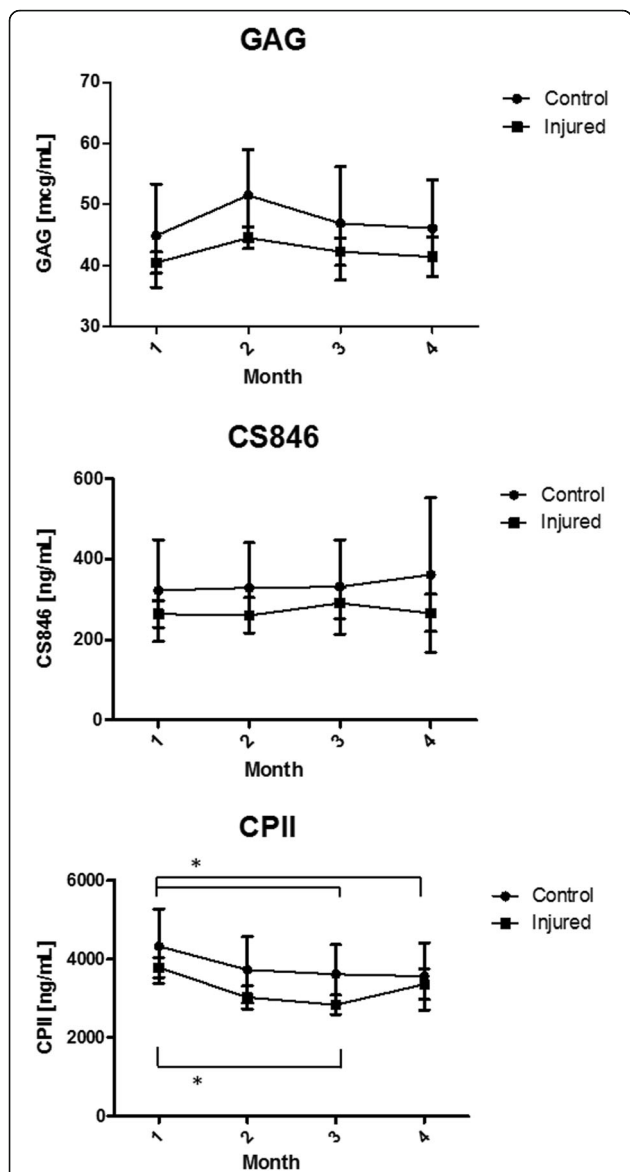 GAG
70
60
50
40
30
GAG [mcg/mL]
Control
Injured
1 2 3 4
Month
CS846
600
400
200
0
CS846 [ng/mL]
Control
Injured
1 2 3 4
Month
CPII
6000
4000
2000
0
CPII [ng/mL]
*
Control
Injured
*
1 2 3 4
Month